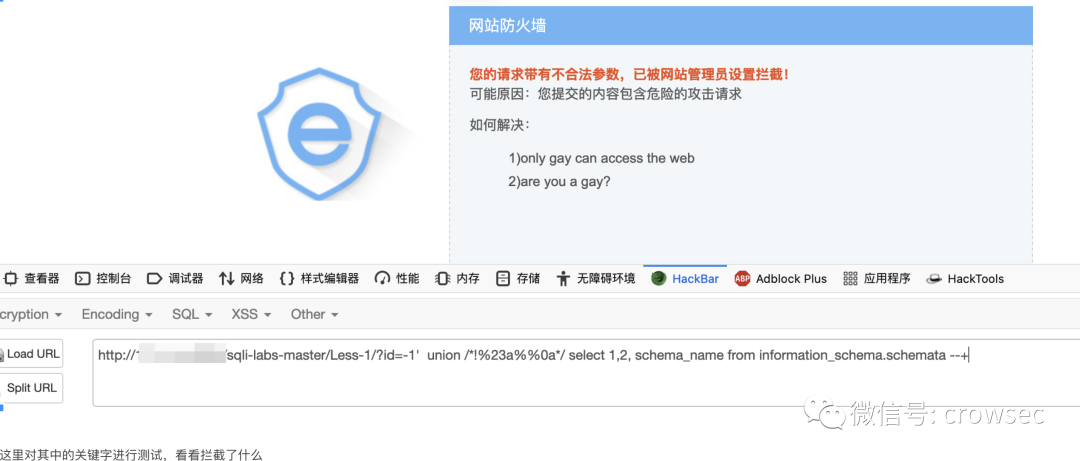 网站防火墙
您的请求带有不合法参数，已被网站管理员设置拦截！
可能原因：您提交的内容包含危险的攻击请求
如何解决：
1)only gay can access the web
2)are you a gay?
查看器 控制台 调试器 网络 样式编辑器 性能 内存 存储 无障碍环境 HackBar ABP Adblock Plus 应用程序 HackTools
cryption Encoding SQL XSS Other
Load URL
http://1 /sqli-labs-master/Less-1/?id=-1'  union /*!%23a%%0a*/ select 1,2, schema_name from information_schema.schemata --+
Split URL
微信号: crowsec
这里对其中的关键字进行测试，看看拦截了什么